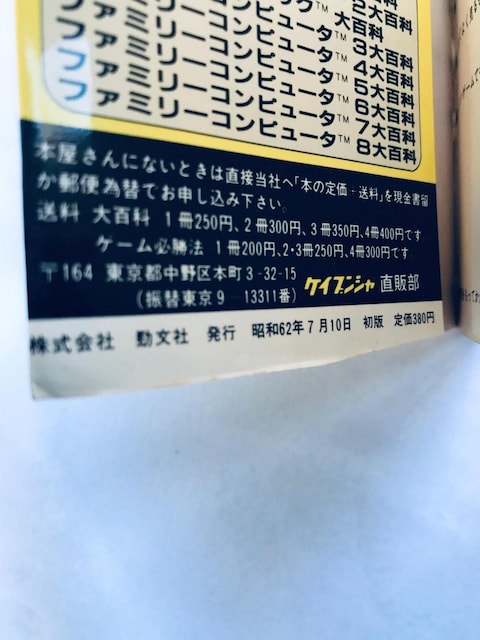 2大百科
大百科
ファミリーコンピュータ™ 3大百科
ファミリーコンピュータ™ 4大百科
ファミリーコンピュータ™ 5大百科
ファミリーコンピュータ™ 6大百科
ファミリーコンピュータ™ 7大百科
ファミリーコンピュータ™ 8大百科
本屋さんにないときは直接当社へ「本の定価・送料」を現金書留
か郵便為替でお申し込み下さい。
送料 大百科 1冊250円、2冊300円、3冊350円、4冊400円です。
ゲーム必勝法 1冊200円、2・3冊250円、4冊300円です。
〒164 東京都中野区本町3-32-15
(振替東京9-13311番) ケイブンシャ 直販部
株式会社 勁文社 発行 昭和62年7月10日 初版 定価380円